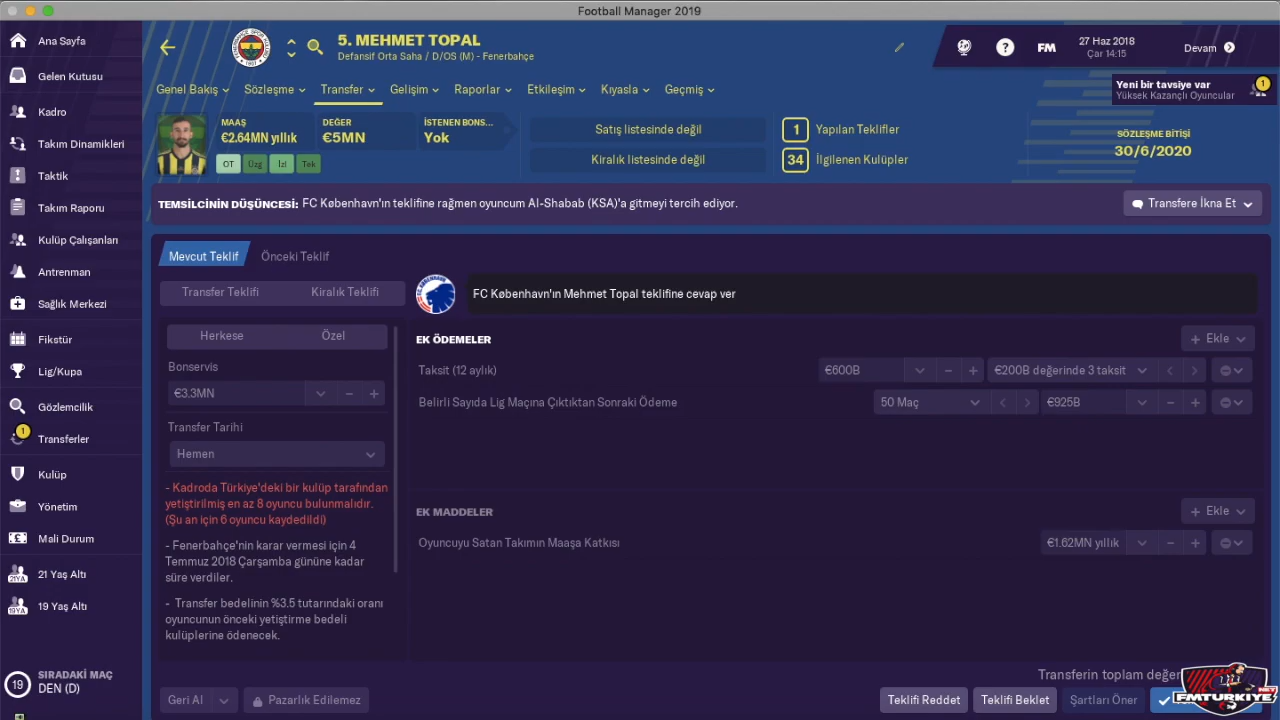 Football Manager 2019
Ana Sayfa
Gelen Kutusu
Kadro
Takım Dinamikleri
Taktik
Takım Raporu
Kulüp Çalışanları
Antrenman
Sağlık Merkezi
Fikstür
Lig/Kupa
Gözlemcilik
1
Transferler
Kulüp
Yönetim
Mali Durum
21YA
21 Yaş Altı
19YA
19 Yaş Altı
19
SIRADAKİ MAÇ
DEN (D)
5. MEHMET TOPAL
Defansif Orta Saha / D/OS (M) - Fenerbahçe
FM
27 Haz 2018
Çar 14:15
Devam
Genel Bakış
Sözleşme
Transfer
Gelişim
Raporlar
Etkileşim
Kıyasla
Geçmiş
Yeni bir tavsiye var
Yüksek Kazançlı Oyuncular
1
MAAŞ
€2.64MN yıllık
DEĞER
€5MN
İSTENEN BONS...
Yok
OT
Üzg
İzl
Tek
Satış listesinde değil
Kiralık listesinde değil
1 Yapılan Teklifler
34 İlgilenen Kulüpler
SÖZLEŞME BİTİŞİ
30/6/2020
TEMSİLCİNİN DÜŞÜNCESİ: FC København'ın teklifine rağmen oyuncum Al-Shabab (KSA)'a gitmeyi tercih ediyor.
Transfere İkna Et
Mevcut Teklif
Önceki Teklif
Transfer Teklifi
Kiralık Teklifi
FC København'ın Mehmet Topal teklifine cevap ver
Herkese
Özel
Bonservis
€3.3MN
Transfer Tarihi
Hemen
- Kadroda Türkiye'deki bir kulüp tarafından
yetiştirilmiş en az 8 oyuncu bulunmalıdır.
(Şu an için 6 oyuncu kaydedildi)
- Fenerbahçe'nin karar vermesi için 4
Temmuz 2018 Çarşamba gününe kadar
süre verdiler.
- Transfer bedelinin %3.5 tutarındaki oranı
oyuncunun önceki yetiştirme bedeli
kulüplerine ödenecek.
EK ÖDEMELER
Ekle
Taksit (12 aylık)
€600B
€200B değerinde 3 taksit
Belirli Sayıda Lig Maçına Çıktıktan Sonraki Ödeme
50 Maç
€925B
EK MADDELER
Ekle
Oyuncuyu Satan Takımın Maaşa Katkısı
€1.62MN yıllık
Transferin toplam değer
Geri Al
Pazarlık Edilemez
Teklifi Reddet
Teklifi Beklet
Şartları Öner
FMTURKIYE.NET